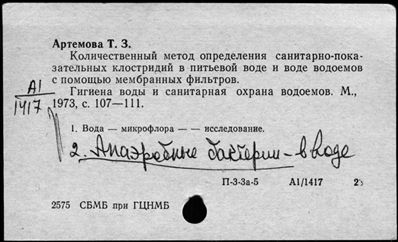 Артемова Т. З.
Количественный метод определения санитарно-пока-
зательных клостридий в питьевой воде и воде водоемов
с помощью мембранных фильтров.
Гигиена воды и санитарная охрана водоемов. М.,
1973, с. 107—111.
А1
1417
1. Вода — микрофлора — — исследование.
2. Анаэробные бактерии - в воде
П-3-3а-5 А1/1417 2
2575 СБМБ при ГЦНМБ